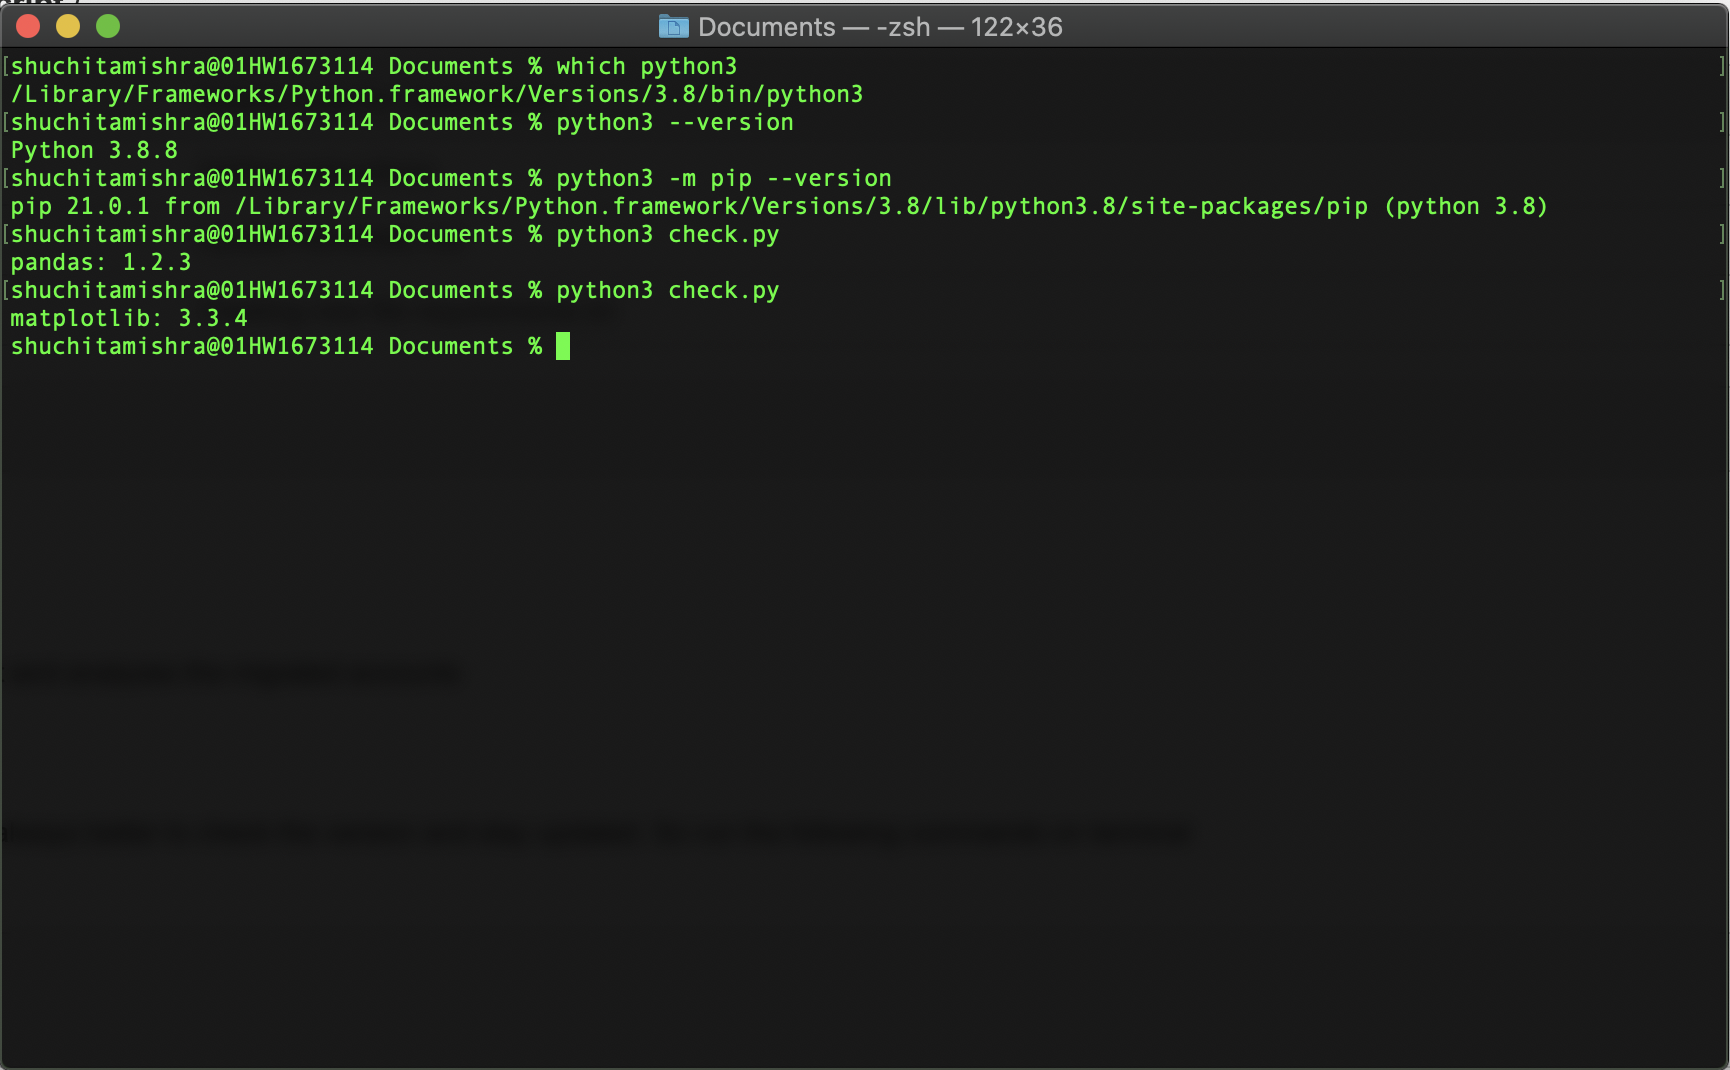 Documents — -zsh — 122×36
[shuchitamishra@01HW1673114 Documents % which python3 ]
/Library/Frameworks/Python.framework/Versions/3.8/bin/python3
[shuchitamishra@01HW1673114 Documents % python3 --version ]
Python 3.8.8
[shuchitamishra@01HW1673114 Documents % python3 -m pip --version ]
pip 21.0.1 from /Library/Frameworks/Python.framework/Versions/3.8/lib/python3.8/site-packages/pip (python 3.8)
[shuchitamishra@01HW1673114 Documents % python3 check.py ]
pandas: 1.2.3
[shuchitamishra@01HW1673114 Documents % python3 check.py ]
matplotlib: 3.3.4
shuchitamishra@01HW1673114 Documents %